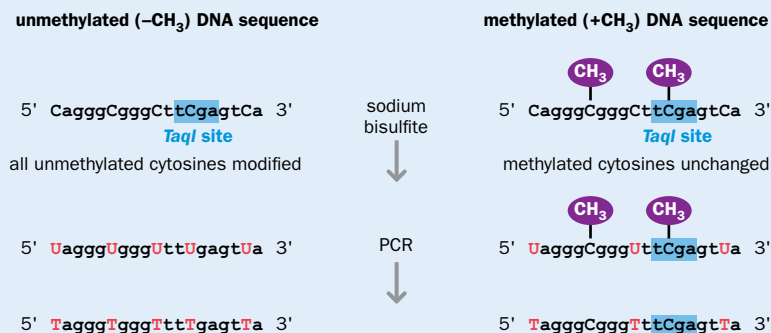 unmethylated (–CH₃) DNA sequence
methylated (+CH₃) DNA sequence
CH₃ CH₃
5' CagggCgggCttCgagtCa 3'
TaqI site
all unmethylated cytosines modified
sodium
bisulfite
5' CagggCgggCttCgagtCa 3'
TaqI site
methylated cytosines unchanged
CH₃ CH₃
5' UagggUgggUttUgagtUa 3'
PCR
5' UagggCgggUttCgagtUa 3'
5' TagggTgggTttTgagtTa 3'
5' TagggCgggTttCgagtTa 3'